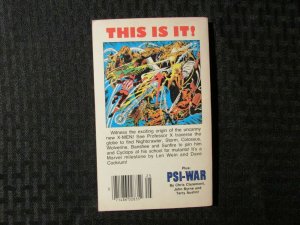 THIS IS IT!
Witness the exciting origin of the uncanny
new X-MEN! See Professor X traverse the
globe to find Nightcrawler, Storm, Colossus,
Wolverine, Banshee and Sunfire to join him
and Cyclops at his school for mutants! It's a
Marvel milestone by Len Wein and Dave
Cockrum!
Plus:
PSI-WAR
By Chris Claremont,
John Byrne and
Terry Austin!